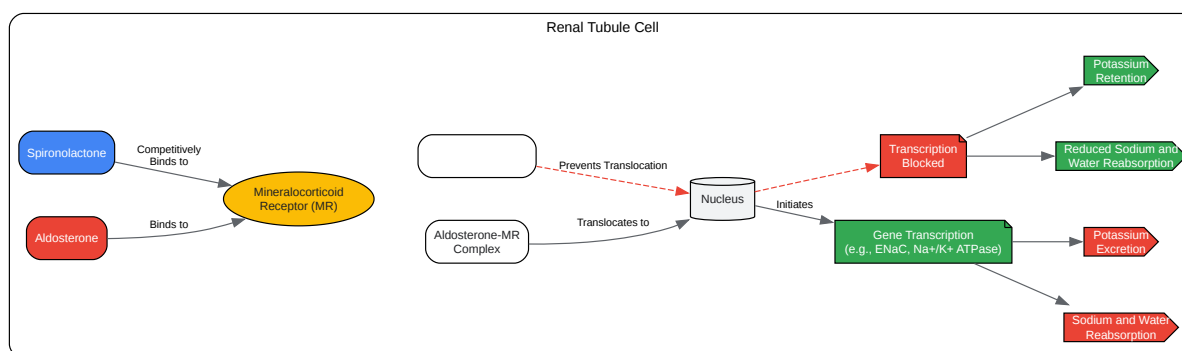 Renal Tubule Cell
Potassium
Retention
Spironolactone
Competitively
Binds to
Prevents Translocation
Transcription
Blocked
Reduced Sodium and
Water Reabsorption
Mineralocorticoid
Receptor (MR)
Nucleus
Aldosterone
Binds to
Aldosterone-MR
Complex
Translocates to
Initiates
Gene Transcription
(e.g., ENaC, Na+/K+ ATPase)
Potassium
Excretion
Sodium and Water
Reabsorption